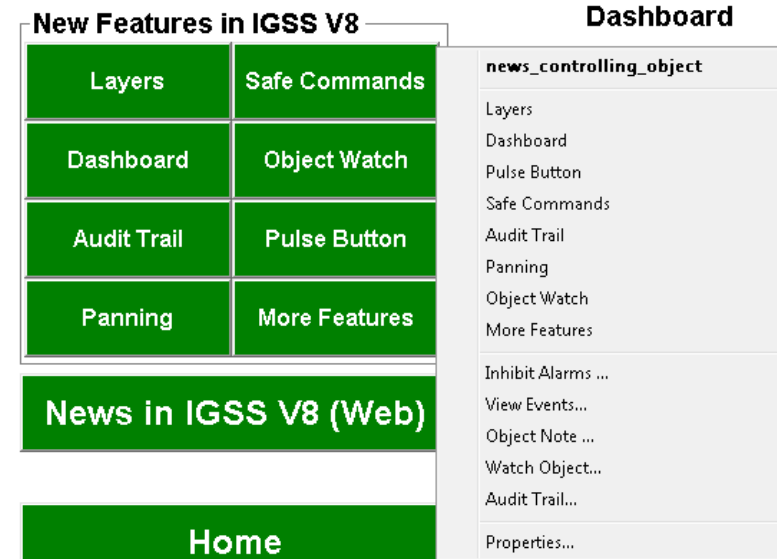 New Features in IGSS V8
Layers
Safe Commands
Dashboard
Object Watch
Audit Trail
Pulse Button
Panning
More Features
News in IGSS V8 (Web)
Home
Dashboard
news_controlling_object
Layers
Dashboard
Pulse Button
Safe Commands
Audit Trail
Panning
Object Watch
More Features
Inhibit Alarms ...
View Events...
Object Note ...
Watch Object...
Audit Trail...
Properties...